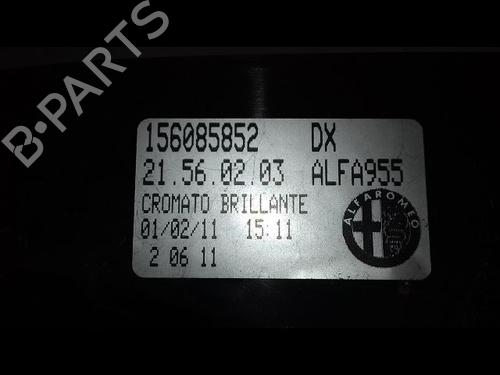 B-PARTS
156085852 DX
21.56.02.03 ALFA955
CROMATO BRILLANTE
01/02/11 15:11
2 06 11
ALFA ROMEO